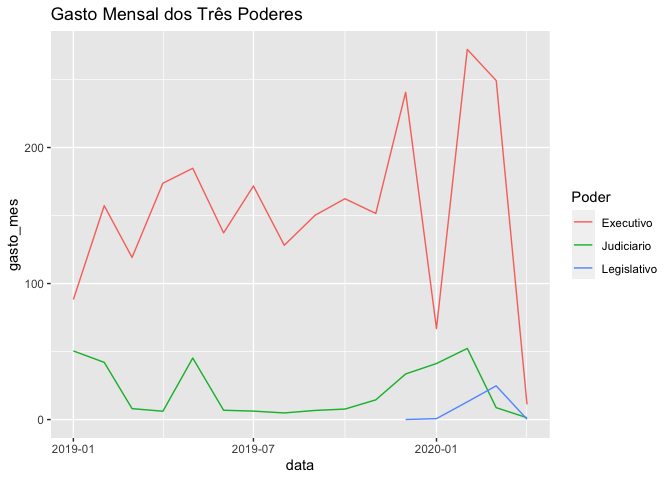 Gasto Mensal dos Três Poderes
gasto_mes
200
100
0
2019-01
2019-07
2020-01
data
Poder
Executivo
Judiciario
Legislativo